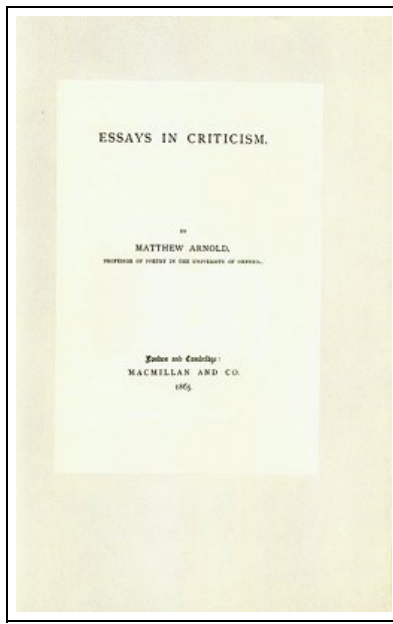 ESSAYS IN CRITICISM.
BY
MATTHEW ARNOLD,
PROFESSOR OF POETRY IN THE UNIVERSITY OF OXFORD.
London and Cambridge:
MACMILLAN AND CO.
1865.